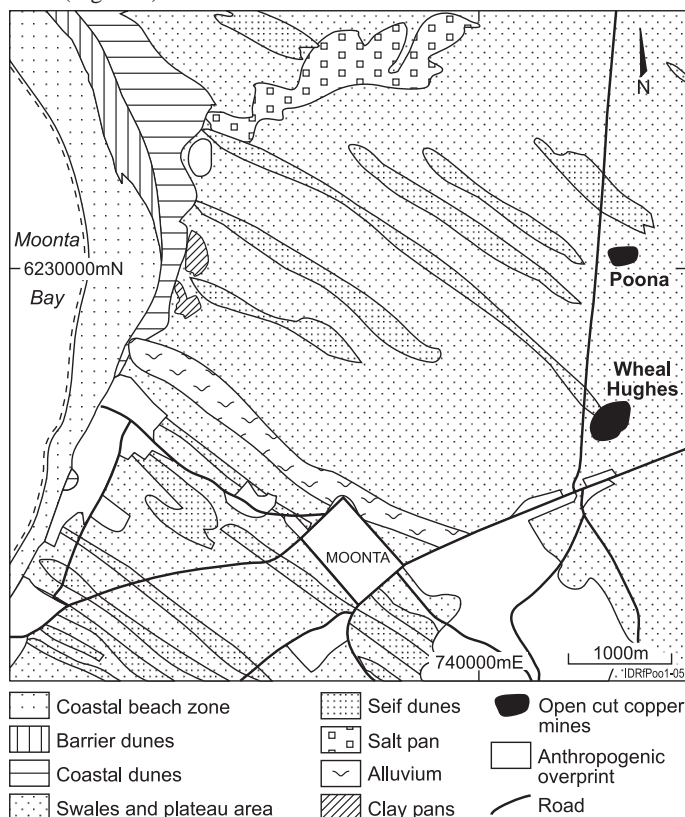 N
Moonta
6230000mN
Bay
Poona
Wheal
Hughes
MOONTA
740000mE
1000m
IDRfPoo1-05
Coastal beach zone
Barrier dunes
Coastal dunes
Swales and plateau area
Seif dunes
Salt pan
Alluvium
Clay pans
Open cut copper
mines
Anthropogenic
overprint
Road